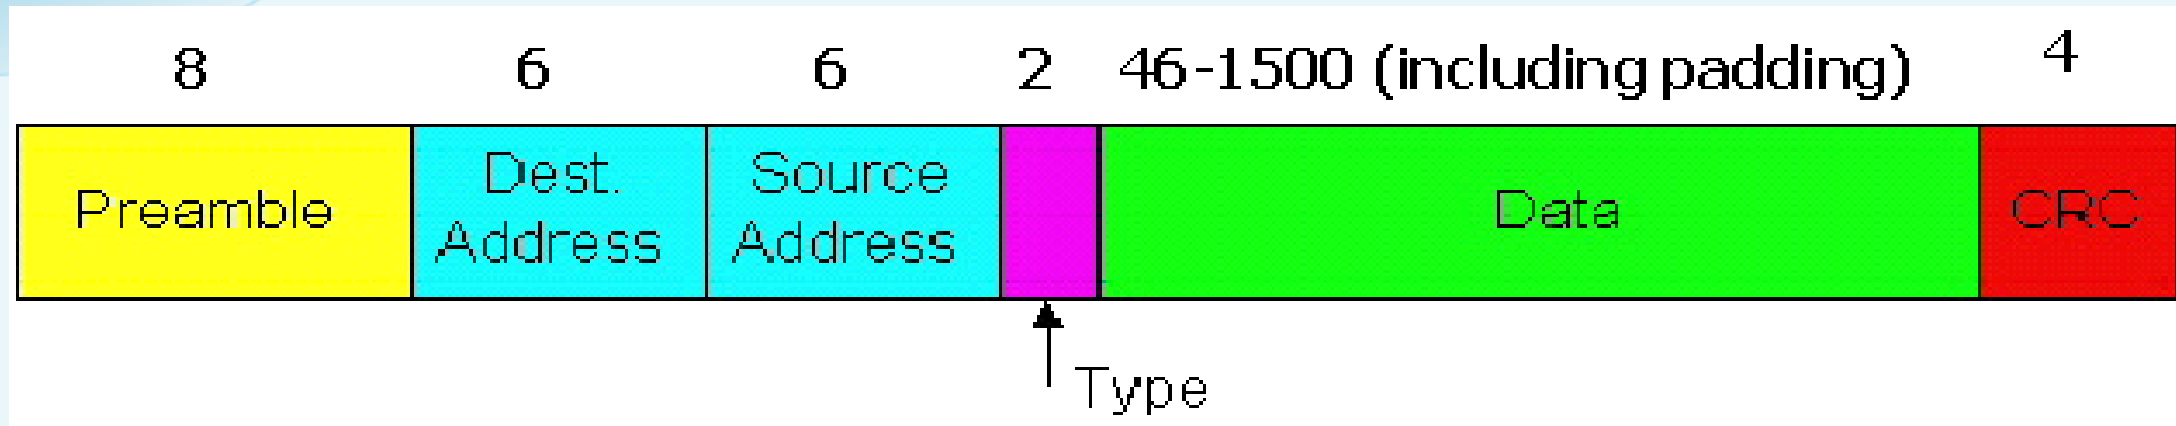 8 6 6 2 46-1500 (including padding) 4
Preamble
Dest.
Address
Source
Address
Data
CRC
Type